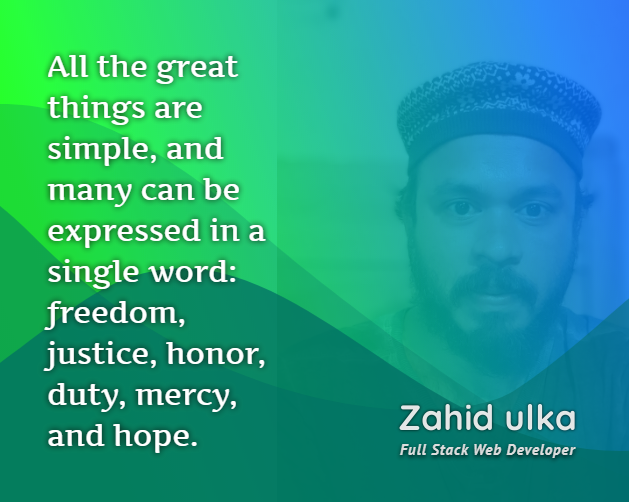 All the great
things are
simple, and
many can be
expressed in a
single word:
freedom,
justice, honor,
duty, mercy,
and hope.
Zahid ulka
Full Stack Web Developer